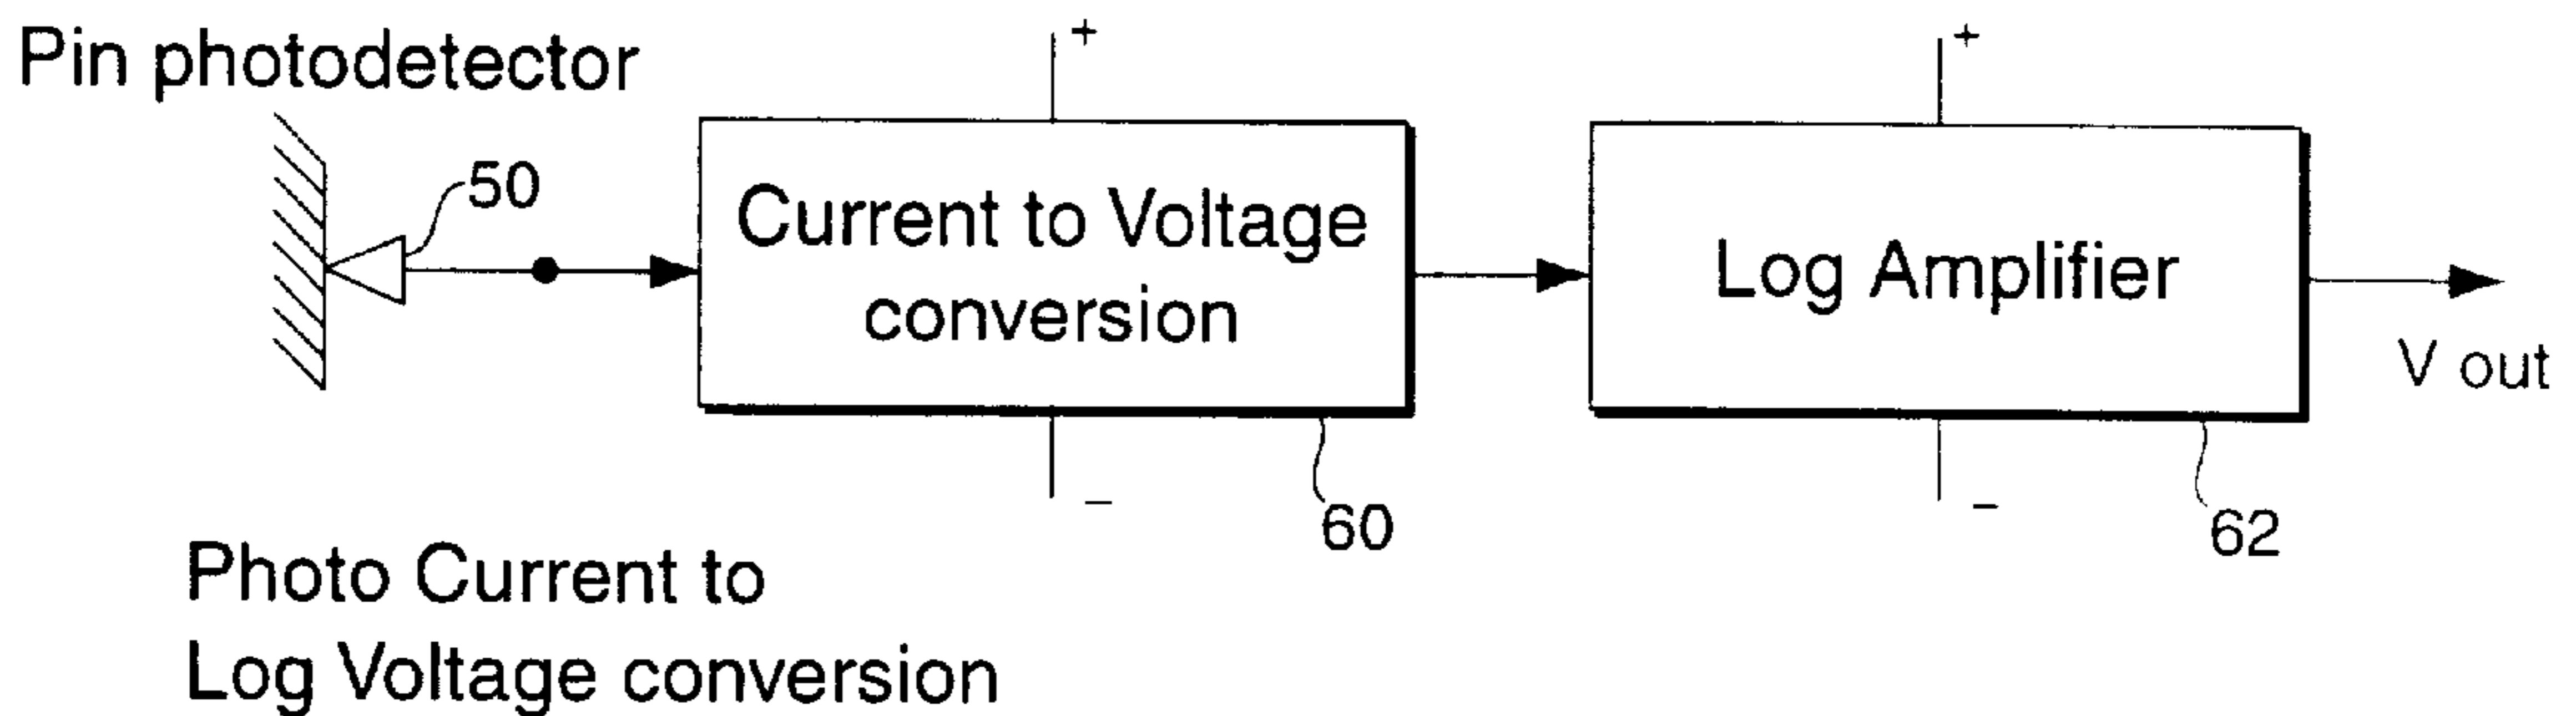 Pin photodetector
50
+
Current to Voltage
conversion
–
60
+
Log Amplifier
–
62
V out
Photo Current to
Log Voltage conversion